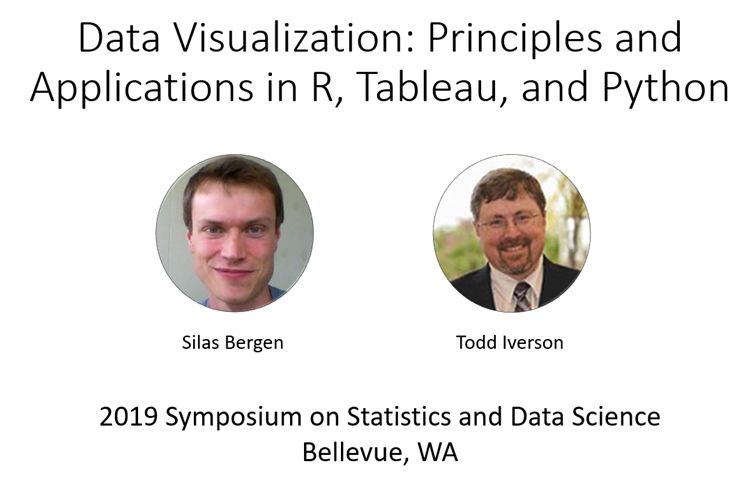 Data Visualization: Principles and
Applications in R, Tableau, and Python
Silas Bergen
Todd Iverson
2019 Symposium on Statistics and Data Science
Bellevue, WA